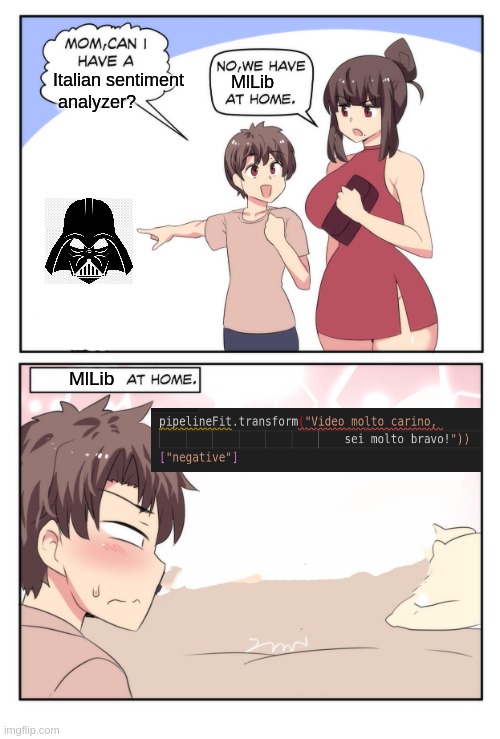 MOM,CAN I
HAVE A
Italian sentiment
analyzer?
NO,WE HAVE
MlLib
AT HOME.
MlLib AT HOME.
pipelineFit.transform("Video molto carino,
sei molto bravo!"))
["negative"]
imgflip.com